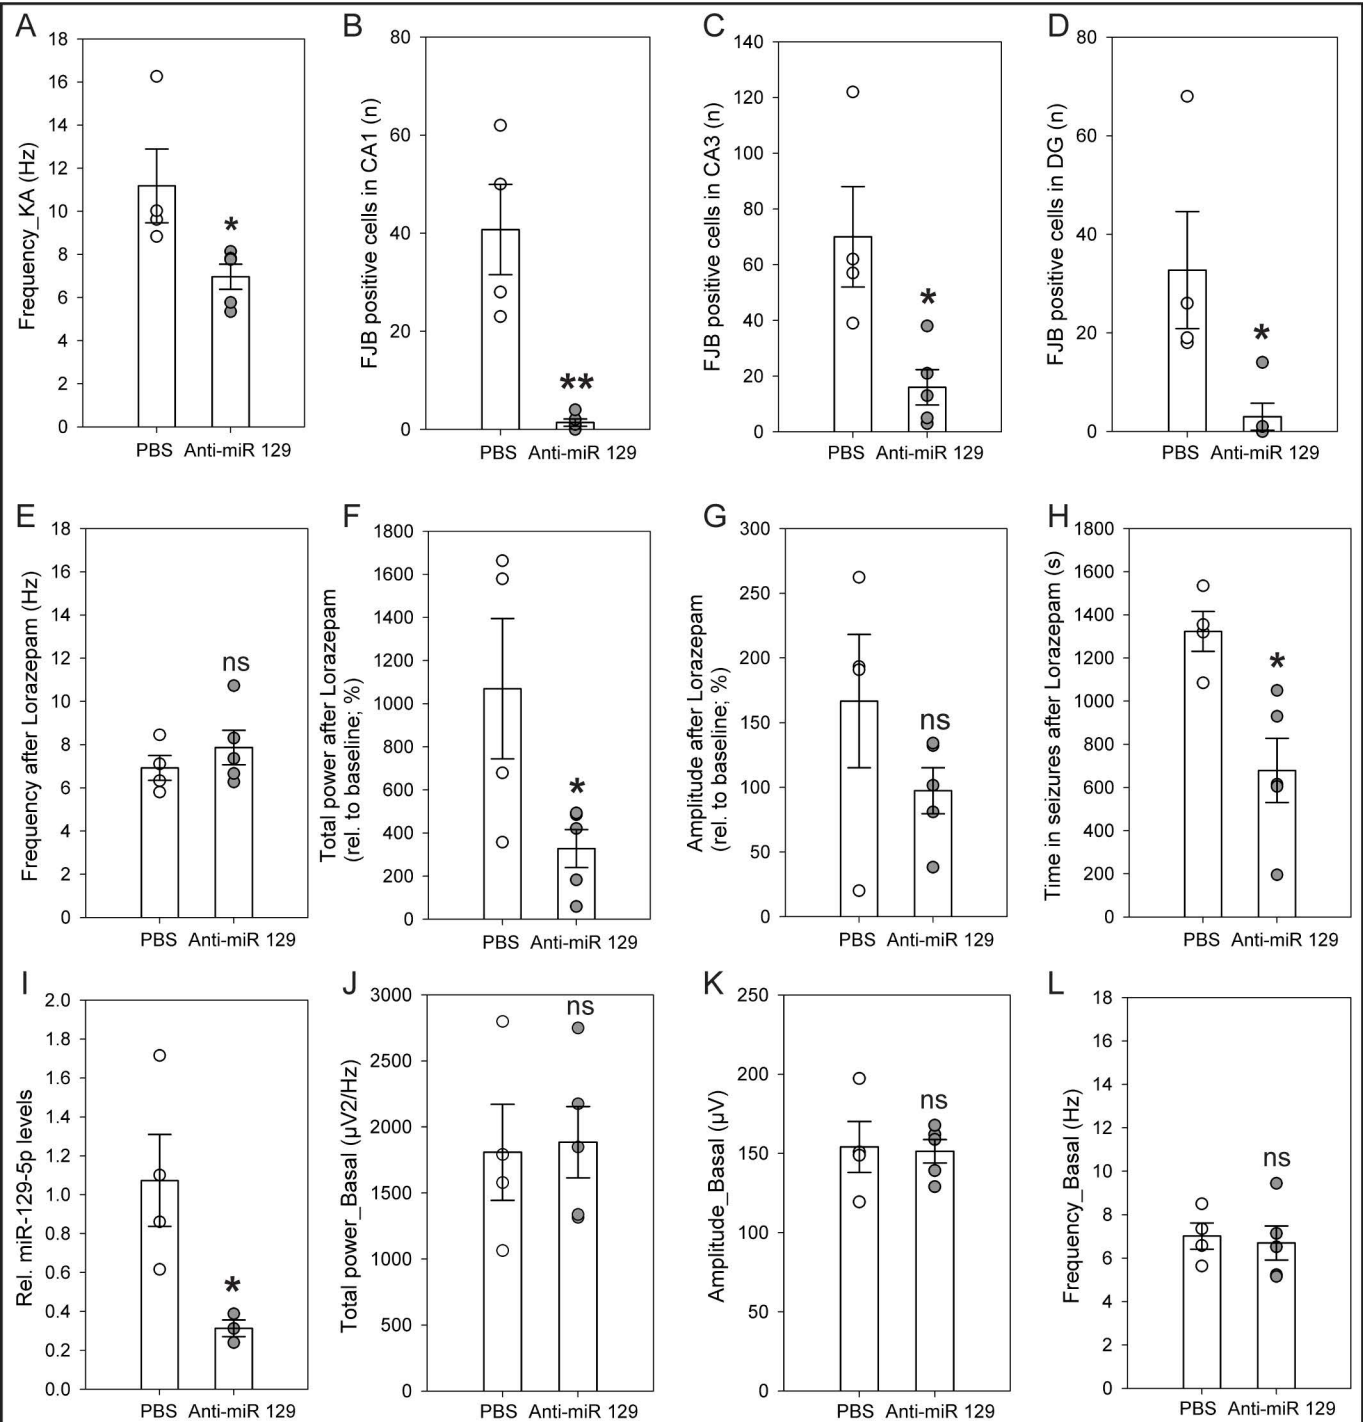 A
Frequency_KA (Hz)
18
16
14
12
10
8
6
4
2
0
*
PBS Anti-miR 129
B
FJB positive cells in CA1 (n)
80
60
40
20
0
**
PBS Anti-miR 129
C
FJB positive cells in CA3 (n)
140
120
100
80
60
40
20
0
*
PBS Anti-miR 129
D
FJB positive cells in DG (n)
80
60
40
20
0
*
PBS Anti-miR 129
E
Frequency after Lorazepam (Hz)
18
16
14
12
10
8
6
4
2
0
ns
PBS Anti-miR 129
F
Total power after Lorazepam
(rel. to baseline; %)
1800
1600
1400
1200
1000
800
600
400
200
0
*
PBS Anti-miR 129
G
Amplitude after Lorazepam
(rel. to baseline; %)
300
250
200
150
100
50
0
ns
PBS Anti-miR 129
H
Time in seizures after Lorazepam (s)
1800
1600
1400
1200
1000
800
600
400
200
0
*
PBS Anti-miR 129
I
Rel. miR-129-5p levels
2.0
1.8
1.6
1.4
1.2
1.0
0.8
0.6
0.4
0.2
0.0
*
PBS Anti-miR 129
J
Total power_Basal (µV2/Hz)
3000
2500
2000
1500
1000
500
0
ns
PBS Anti-miR 129
K
Amplitude_Basal (µV)
250
200
150
100
50
0
ns
PBS Anti-miR 129
L
Frequency_Basal (Hz)
18
16
14
12
10
8
6
4
2
0
ns
PBS Anti-miR 129